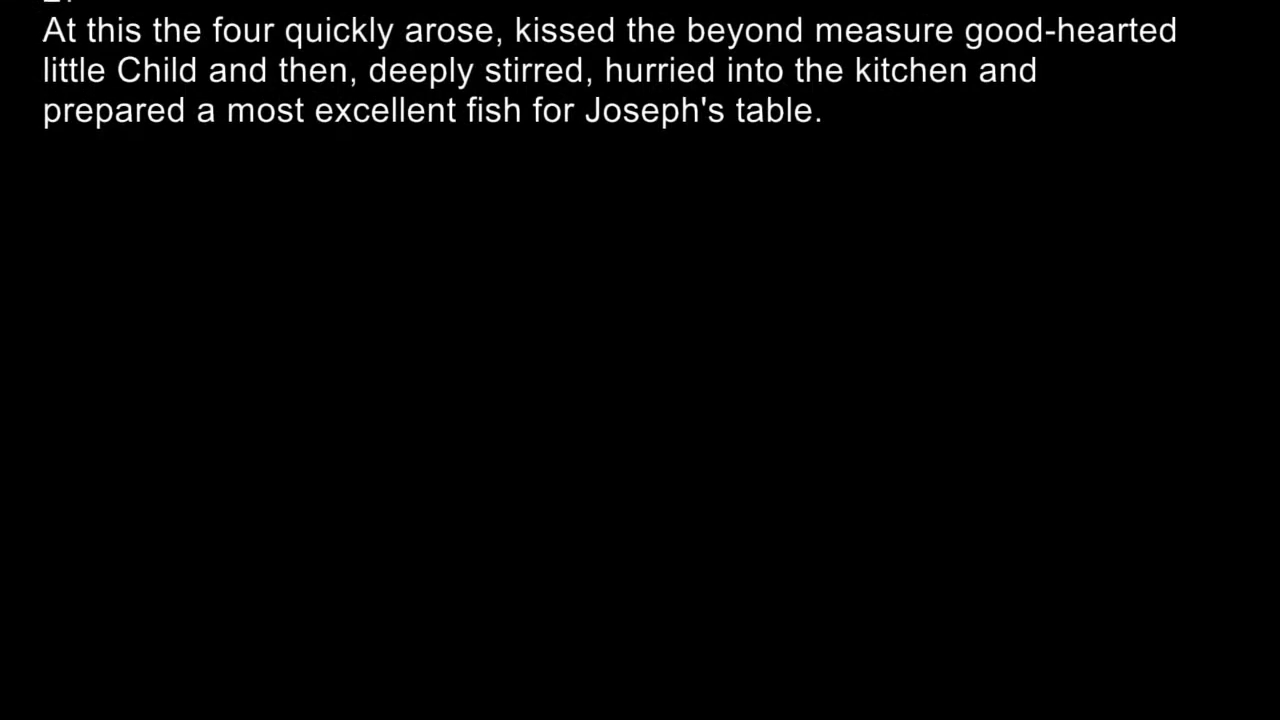 At this the four quickly arose, kissed the beyond measure good-hearted
little Child and then, deeply stirred, hurried into the kitchen and
prepared a most excellent fish for Joseph's table.